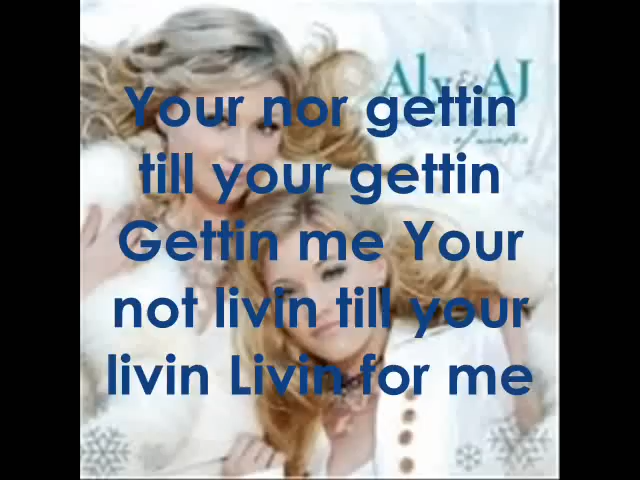 Aly & AJ
Your nor gettin
till your gettin
Gettin me Your
not livin till your
livin Livin for me